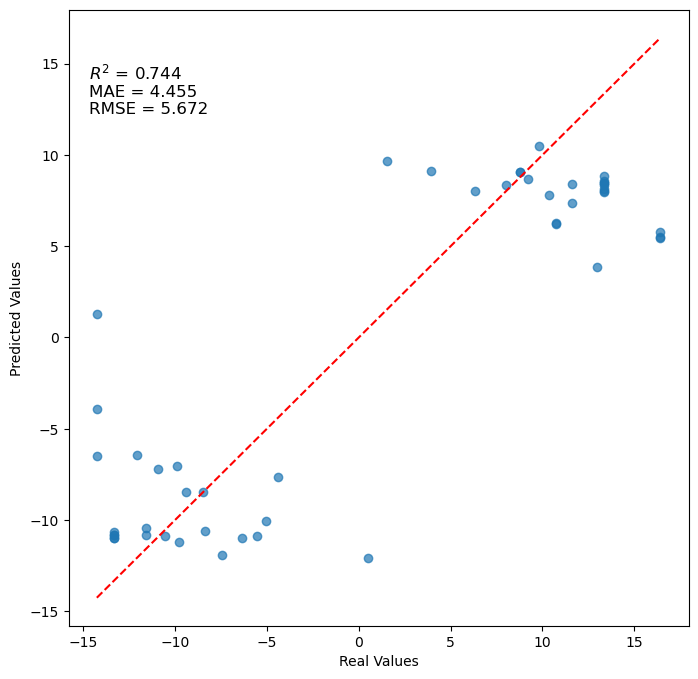 R² = 0.744
MAE = 4.455
RMSE = 5.672
15
10
5
0
−5
−10
−15
Predicted Values
−15 −10 −5 0 5 10 15
Real Values